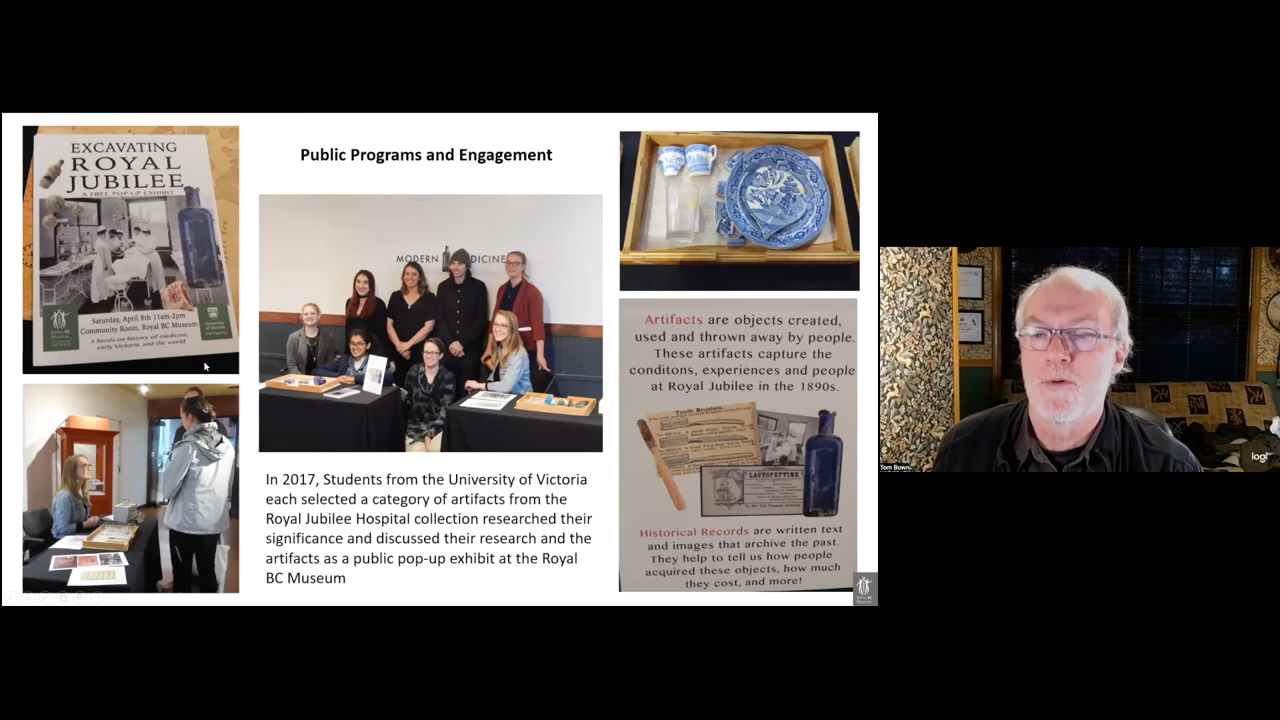 EXCAVATING
ROYAL
JUBILEE
A FREE POP-UP EXHIBIT
Saturday, April 8th 11am-2pm
Community Room, Royal BC Museum
A hands-on history of medicine,
early Victoria, and the world
Public Programs and Engagement
MODERN MEDICINE
In 2017, Students from the University of Victoria
each selected a category of artifacts from the
Royal Jubilee Hospital collection researched their
significance and discussed their research and the
artifacts as a public pop-up exhibit at the Royal
BC Museum
Artifacts are objects created,
used and thrown away by people.
These artifacts capture the
conditons, experiences and people
at Royal Jubilee in the 1890s.
Tooth Brushes.
LACTOPEPTINE
Historical Records are written text
and images that archive the past.
They help to tell us how people
acquired these objects, how much
they cost, and more!
Tom Bown
logi